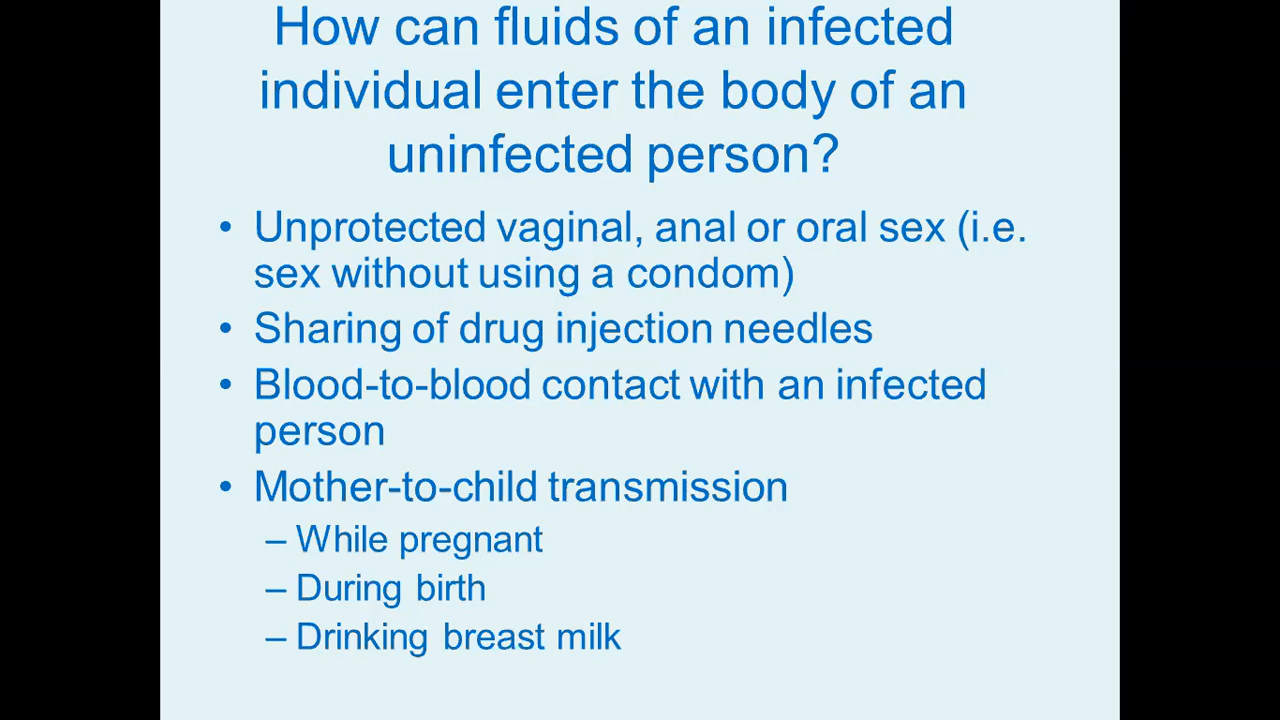 How can fluids of an infected
individual enter the body of an
uninfected person?
• Unprotected vaginal, anal or oral sex (i.e.
sex without using a condom)
• Sharing of drug injection needles
• Blood-to-blood contact with an infected
person
• Mother-to-child transmission
– While pregnant
– During birth
– Drinking breast milk